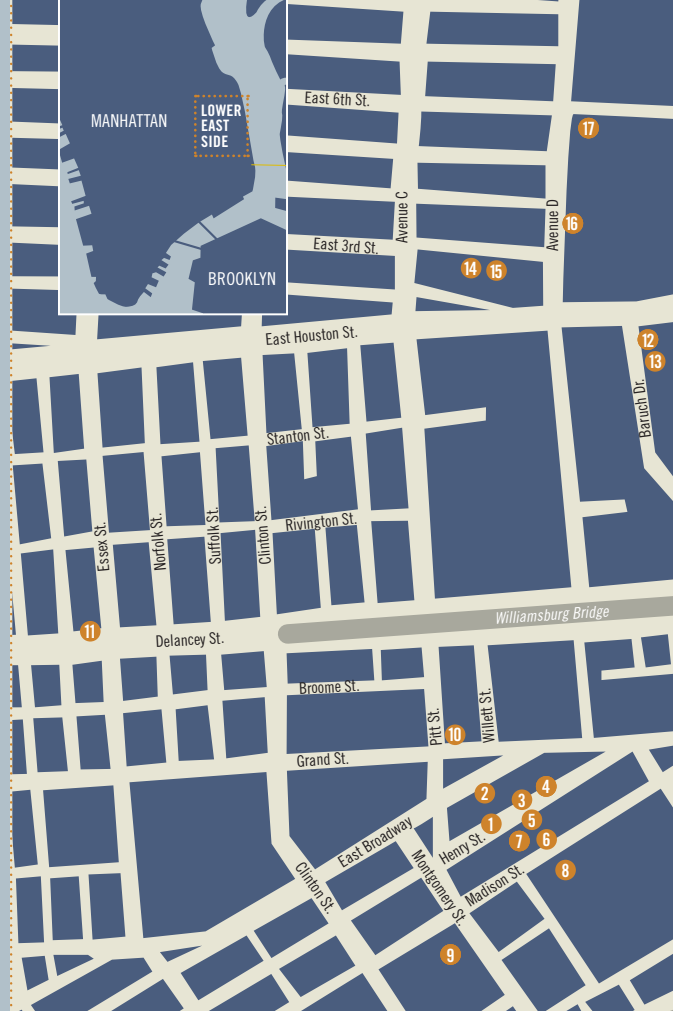 East 6th St.
MANHATTAN
LOWER
EAST
SIDE
17
Avenue C
Avenue D
16
East 3rd St.
14
15
BROOKLYN
East Houston St.
12
13
Baruch Dr.
Stanton St.
Essex St.
Norfolk St.
Suffolk St.
Clinton St.
Rivington St.
Williamsburg Bridge
11
Delancey St.
Broome St.
Pitt St.
10
Willett St.
Grand St.
2
3
4
1
5
East Broadway
Henry St.
7
6
Clinton St.
Montgomery St.
Madison St.
8
9